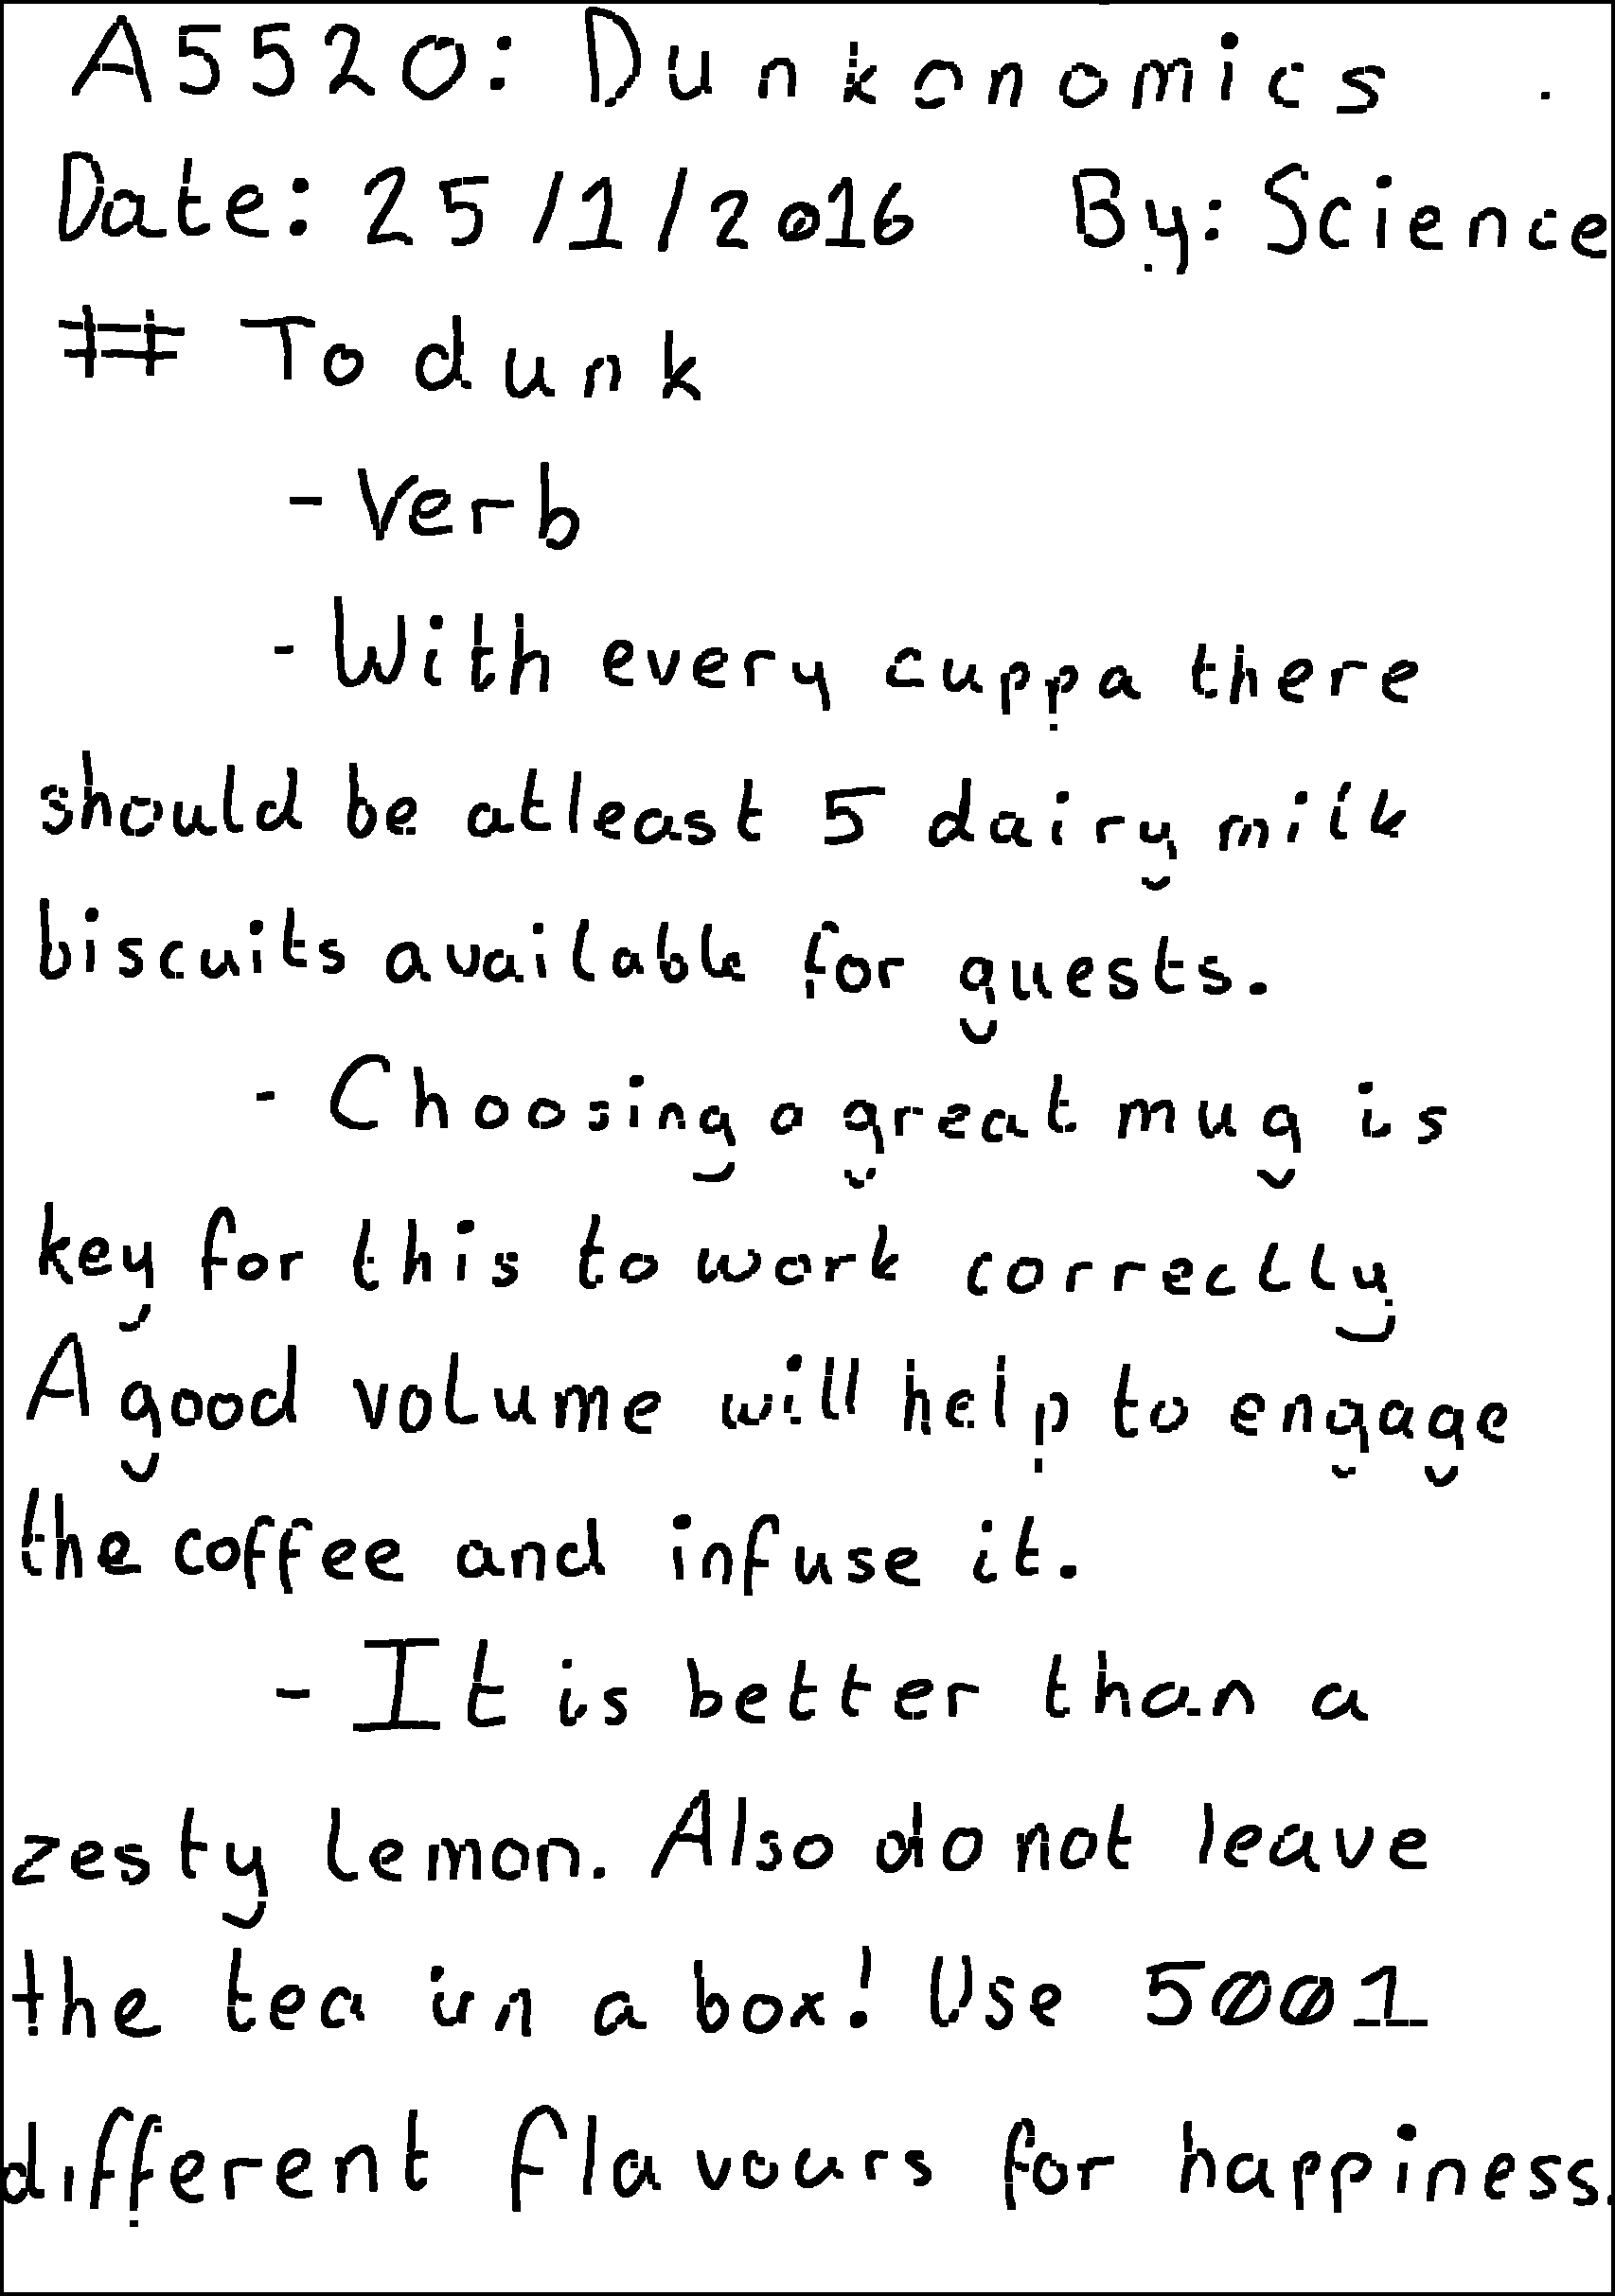 A5520: Dunkonomics
Date: 25/1/2016 By: Science
# To dunk
- Verb
- With every cuppa there
should be atleast 5 dairy milk
biscuits available for guests.
- Choosing a great mug is
key for this to work correctly
A good volume will help to engage
the coffee and infuse it.
- It is better than a
zesty lemon. Also do not leave
the tea in a box! Use 5001
different flavours for happiness.